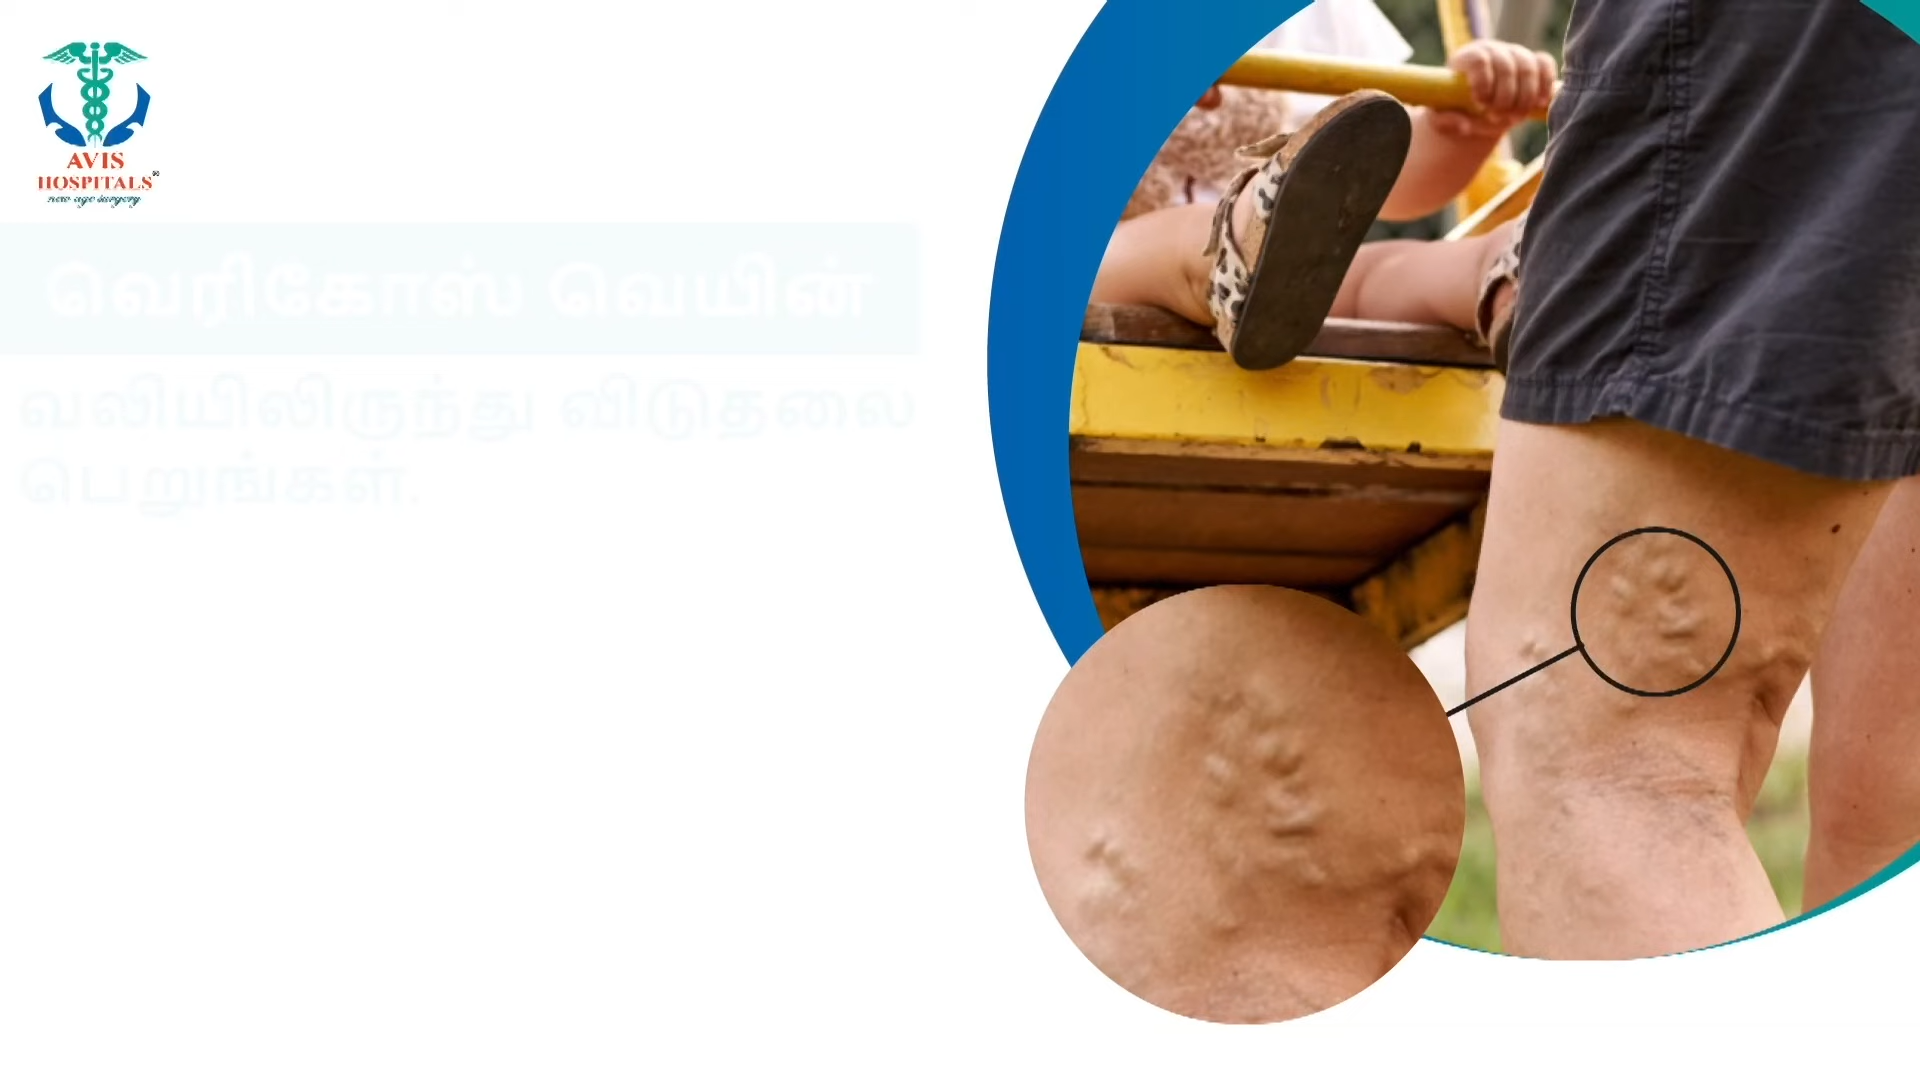 AVIS
HOSPITALS
new age surgery
வெரிகோஸ் வெயின்
வலியிலிருந்து விடுதலை
பெறுங்கள்.